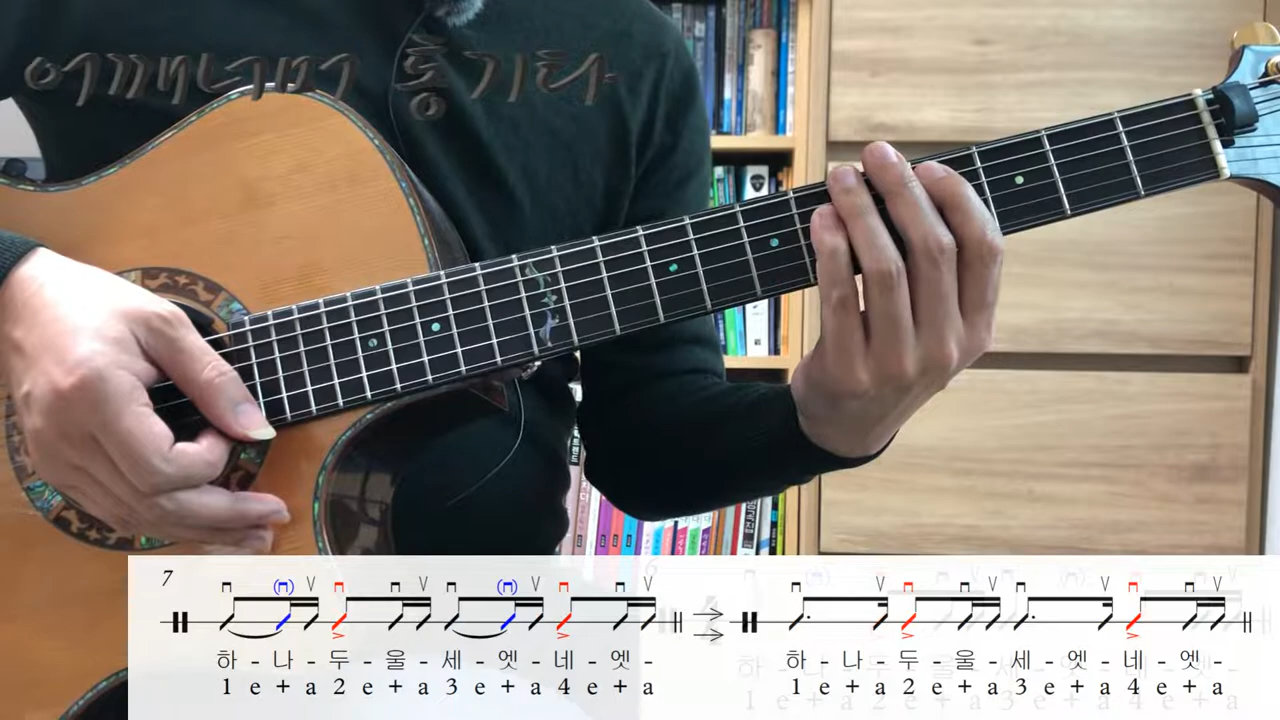 어깨너머 통기타
7
하 - 나 - 두 - 울 - 세 - 엣 - 네 - 엣 -
1 e + a 2 e + a 3 e + a 4 e + a
하 - 나 - 두 - 울 - 세 - 엣 - 네 - 엣 -
1 e + a 2 e + a 3 e + a 4 e + a